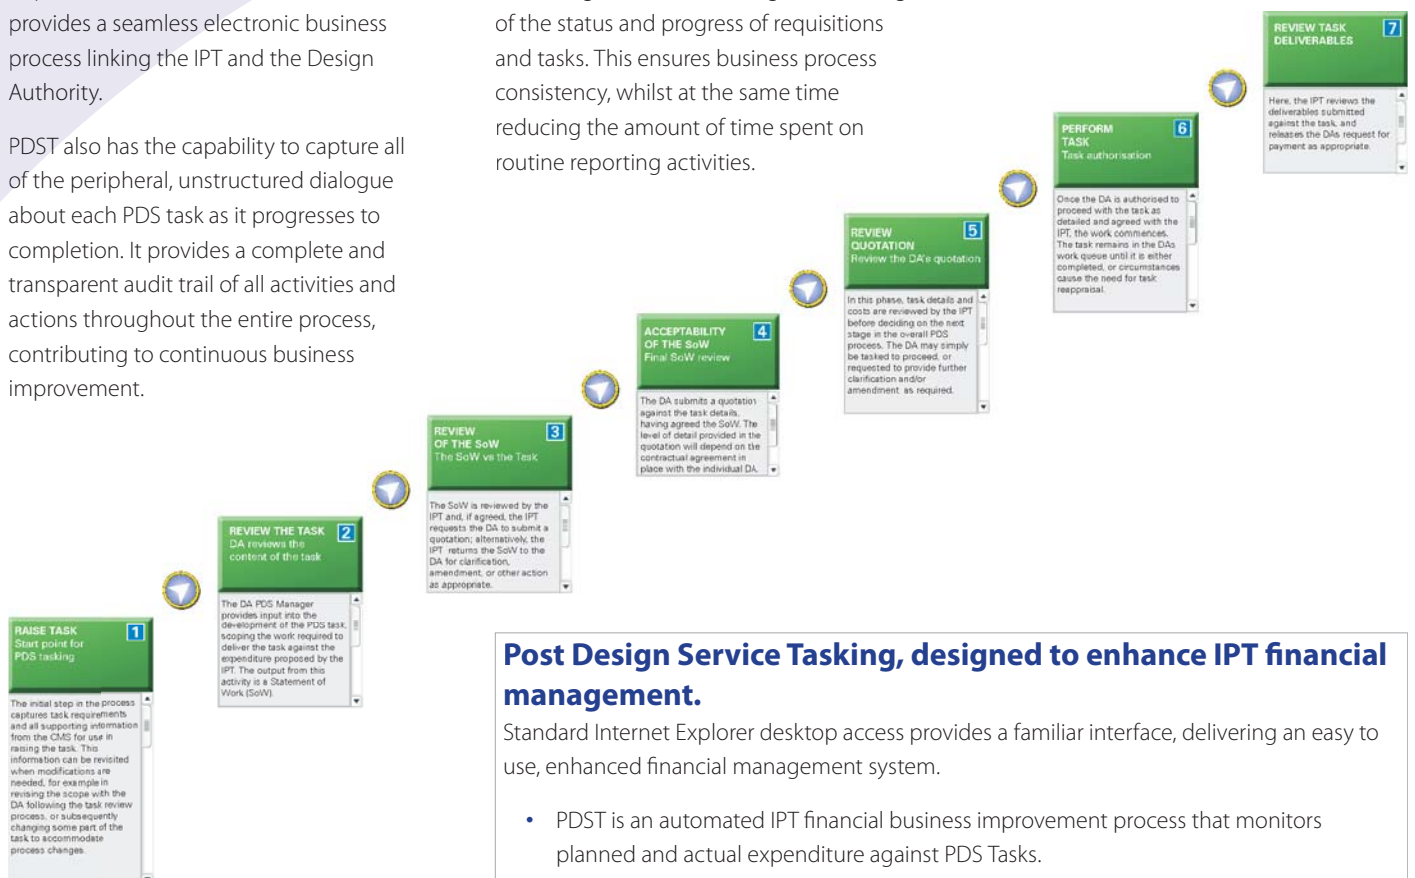 provides a seamless electronic business
process linking the IPT and the Design
Authority.
PDST also has the capability to capture all
of the peripheral, unstructured dialogue
about each PDS task as it progresses to
completion. It provides a complete and
transparent audit trail of all activities and
actions throughout the entire process,
contributing to continuous business
improvement.
of the status and progress of requisitions
and tasks. This ensures business process
consistency, whilst at the same time
reducing the amount of time spent on
routine reporting activities.
RAISE TASK 1
Start point for
PDS tasking
The initial step in the process
captures task requirements
and all supporting information
from the CMS for use in
raising the task. This
information can be revisited
when modifications are
needed, for example in
revising the scope with the
DA following the task review
process, or subsequently
changing some part of the
task to accommodate
process changes.
REVIEW THE TASK 2
DA reviews the
content of the task
The DA PDS Manager
provides input into the
development of the PDS task,
scoping the work required to
deliver the task against the
expenditure proposed by the
IPT. The output from this
activity is a Statement of
Work (SoW).
REVIEW 3
OF THE SoW
The SoW vs the Task
The SoW is reviewed by the
IPT and, if agreed, the IPT
requests the DA to submit a
quotation; alternatively, the
IPT returns the SoW to the
DA for clarification,
amendment, or other action
as appropriate.
ACCEPTABILITY 4
OF THE SoW
Final SoW review
The DA submits a quotation
against the task details,
having agreed the SoW. The
level of detail provided in the
quotation will depend on the
contractual agreement in
place with the individual DA.
REVIEW 5
QUOTATION
Review the DA's quotation
In this phase, task details and
costs are reviewed by the IPT
before deciding on the next
stage in the overall PDS
process. The DA may simply
be tasked to proceed, or
requested to provide further
clarification and/or
amendment as required.
PERFORM 6
TASK
Task authorisation
Once the DA is authorised to
proceed with the task as
detailed and agreed with the
IPT, the work commences.
The task remains in the DAs
work queue until it is either
completed, or circumstances
cause the need for task
reappraisal.
REVIEW TASK 7
DELIVERABLES
Here, the IPT reviews the
deliverables submitted
against the task, and
releases the DAs request for
payment as appropriate.
Post Design Service Tasking, designed to enhance IPT financial
management.
Standard Internet Explorer desktop access provides a familiar interface, delivering an easy to
use, enhanced financial management system.
• PDST is an automated IPT financial business improvement process that monitors
planned and actual expenditure against PDS Tasks.